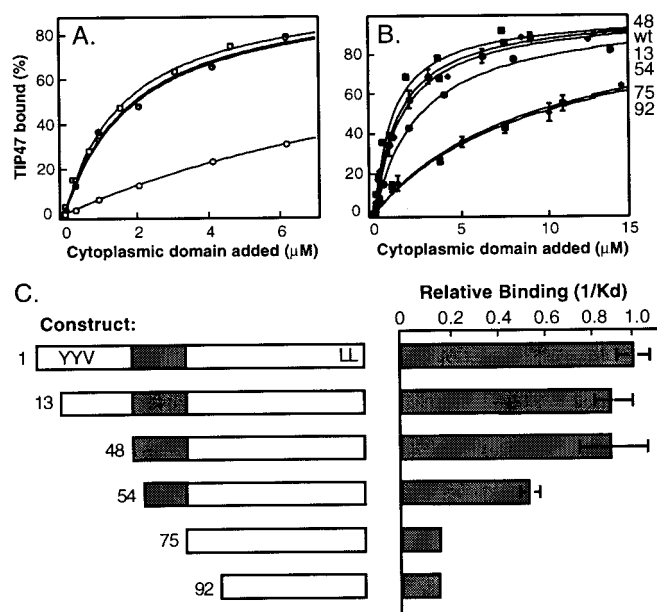 A.
B.
TIP47 bound (%)
80
60
40
20
0
0 2 4 6
Cytoplasmic domain added (μM)
80
60
40
20
0
0 5 10 15
Cytoplasmic domain added (μM)
48
wt
13
54
75
92
C.
Construct:
Relative Binding (1/Kd)
0 0.2 0.4 0.6 0.8 1.0
1 YYV LL
13
48
54
75
92